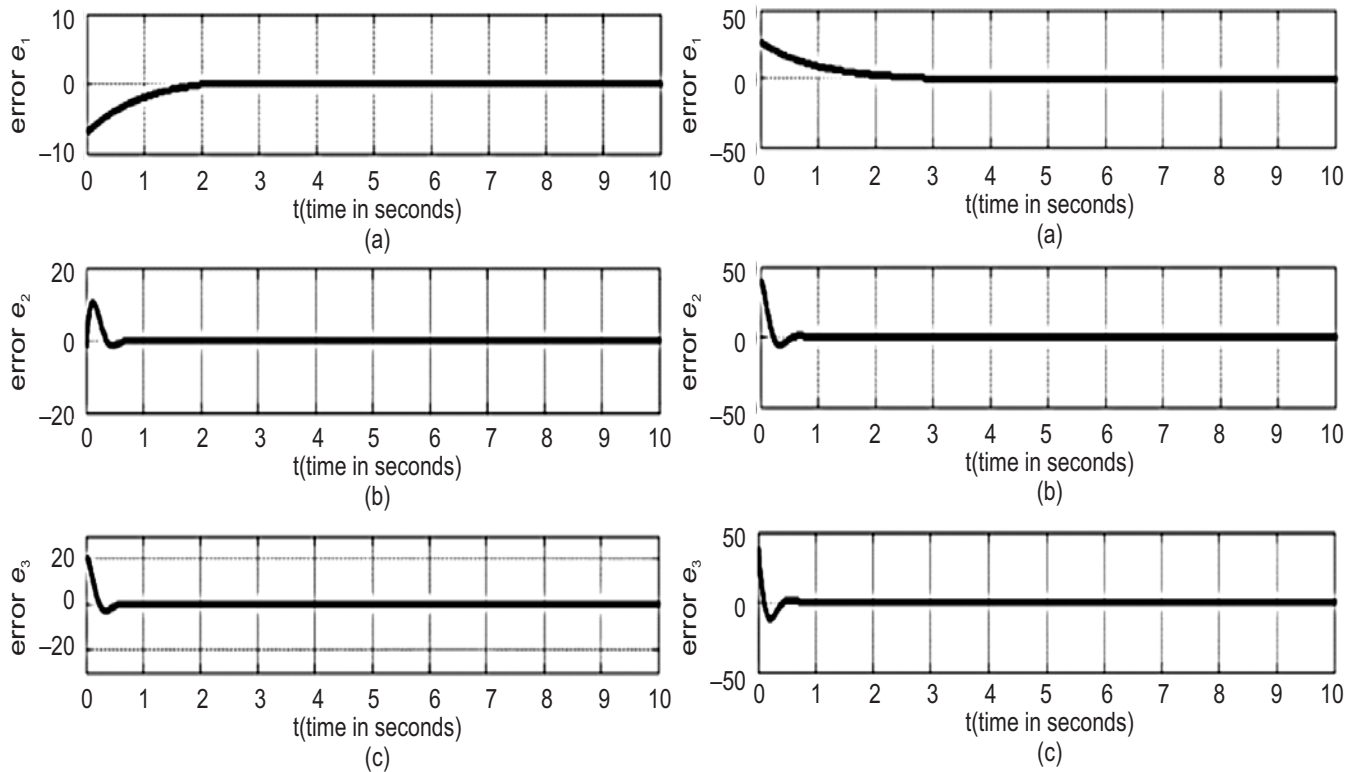 10
0
–10
error e1
0 1 2 3 4 5 6 7 8 9 10
t(time in seconds)
(a)
20
0
–20
error e2
0 1 2 3 4 5 6 7 8 9 10
t(time in seconds)
(b)
20
0
–20
error e3
0 1 2 3 4 5 6 7 8 9 10
t(time in seconds)
(c)
50
0
–50
error e1
0 1 2 3 4 5 6 7 8 9 10
t(time in seconds)
(a)
50
0
–50
error e2
0 1 2 3 4 5 6 7 8 9 10
t(time in seconds)
(b)
50
0
–50
error e3
0 1 2 3 4 5 6 7 8 9 10
t(time in seconds)
(c)